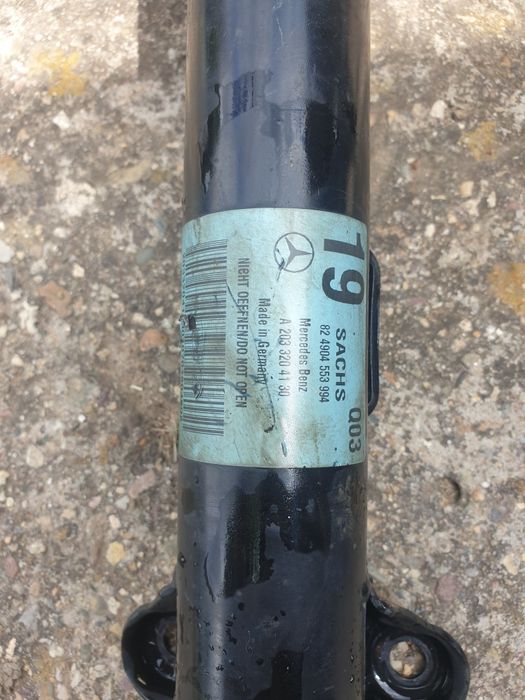 19
SACHS Q03
82 4904 553 994
Mercedes Benz
A 203 320 41 30
Made in Germany
NICHT OEFFNEN/DO NOT OPEN